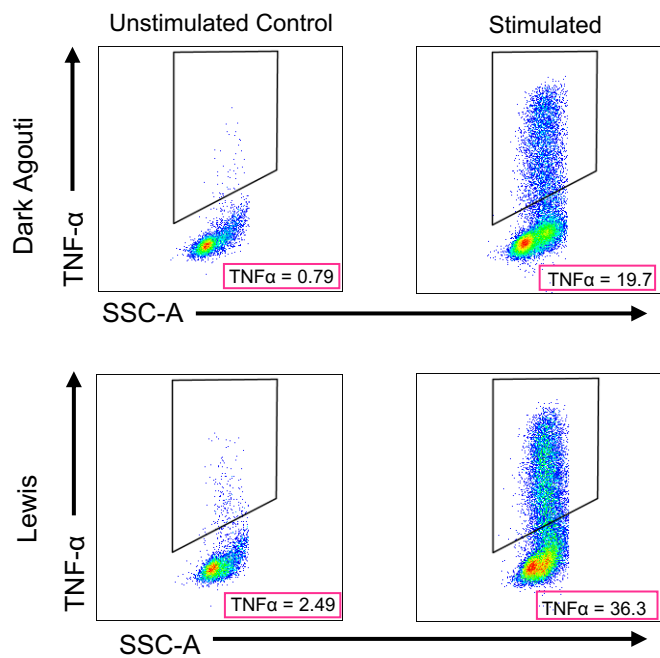 Unstimulated Control
Stimulated
Dark Agouti
TNF-α
TNFα = 0.79
TNFα = 19.7
SSC-A
Lewis
TNF-α
TNFα = 2.49
TNFα = 36.3
SSC-A